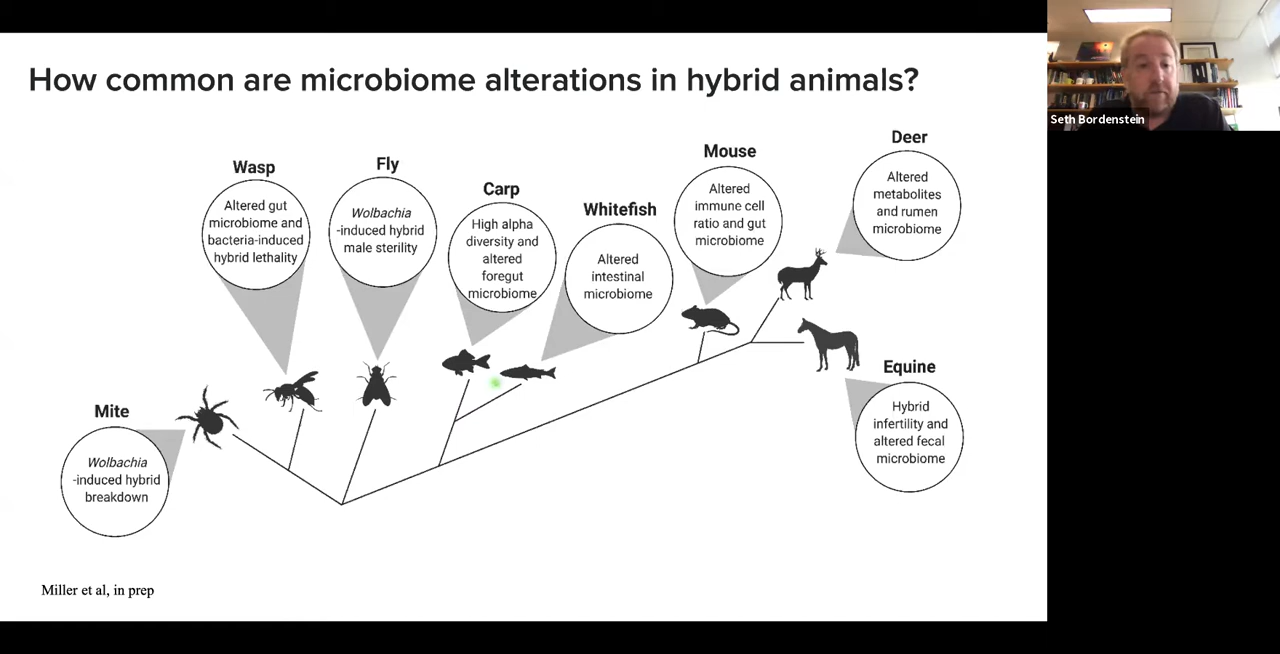 How common are microbiome alterations in hybrid animals?
Seth Bordenstein
Wasp
Altered gut
microbiome and
bacteria-induced
hybrid lethality
Fly
Wolbachia
-induced hybrid
male sterility
Carp
High alpha
diversity and
altered
foregut
microbiome
Whitefish
Altered
intestinal
microbiome
Mouse
Altered
immune cell
ratio and gut
microbiome
Deer
Altered
metabolites
and rumen
microbiome
Mite
Wolbachia
-induced hybrid
breakdown
Equine
Hybrid
infertility and
altered fecal
microbiome
Miller et al, in prep